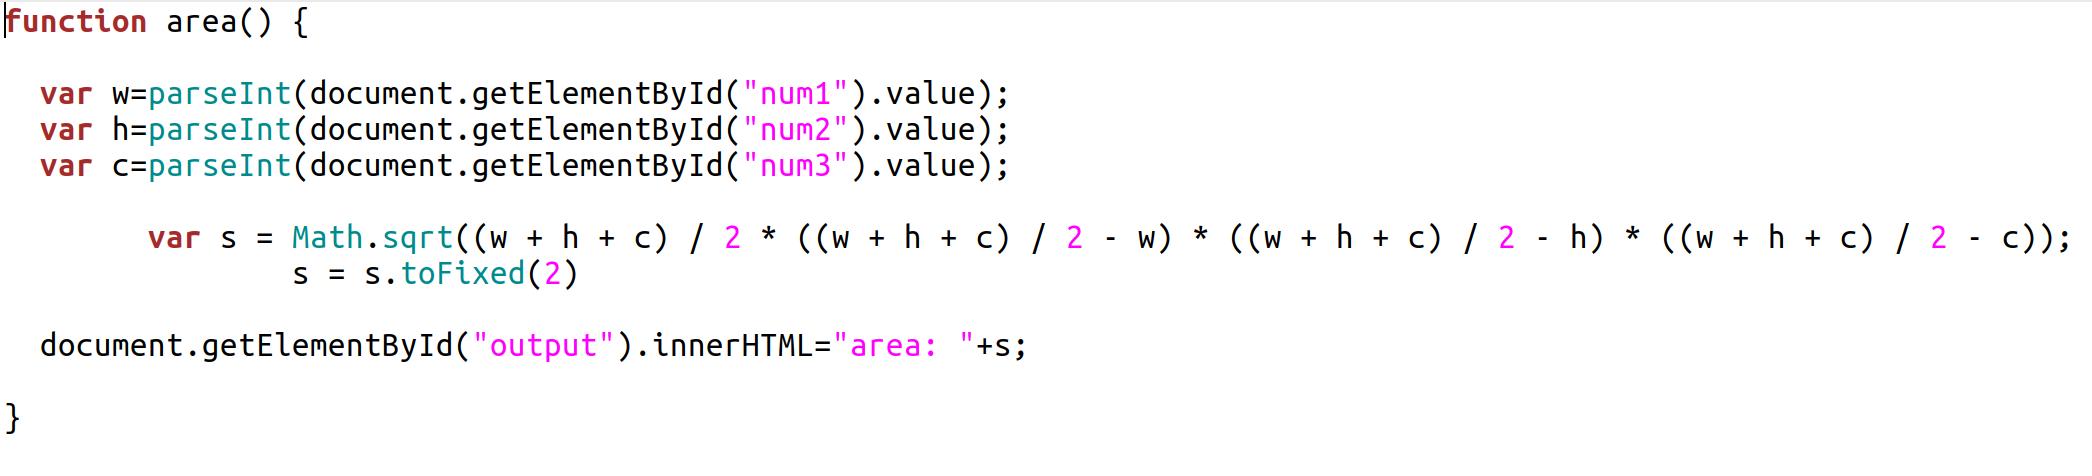 function area() {
var w=parseInt(document.getElementById("num1").value);
var h=parseInt(document.getElementById("num2").value);
var c=parseInt(document.getElementById("num3").value);
var s = Math.sqrt((w + h + c) / 2 * ((w + h + c) / 2 - w) * ((w + h + c) / 2 - h) * ((w + h + c) / 2 - c));
s = s.toFixed(2)
document.getElementById("output").innerHTML="area: "+s;
}